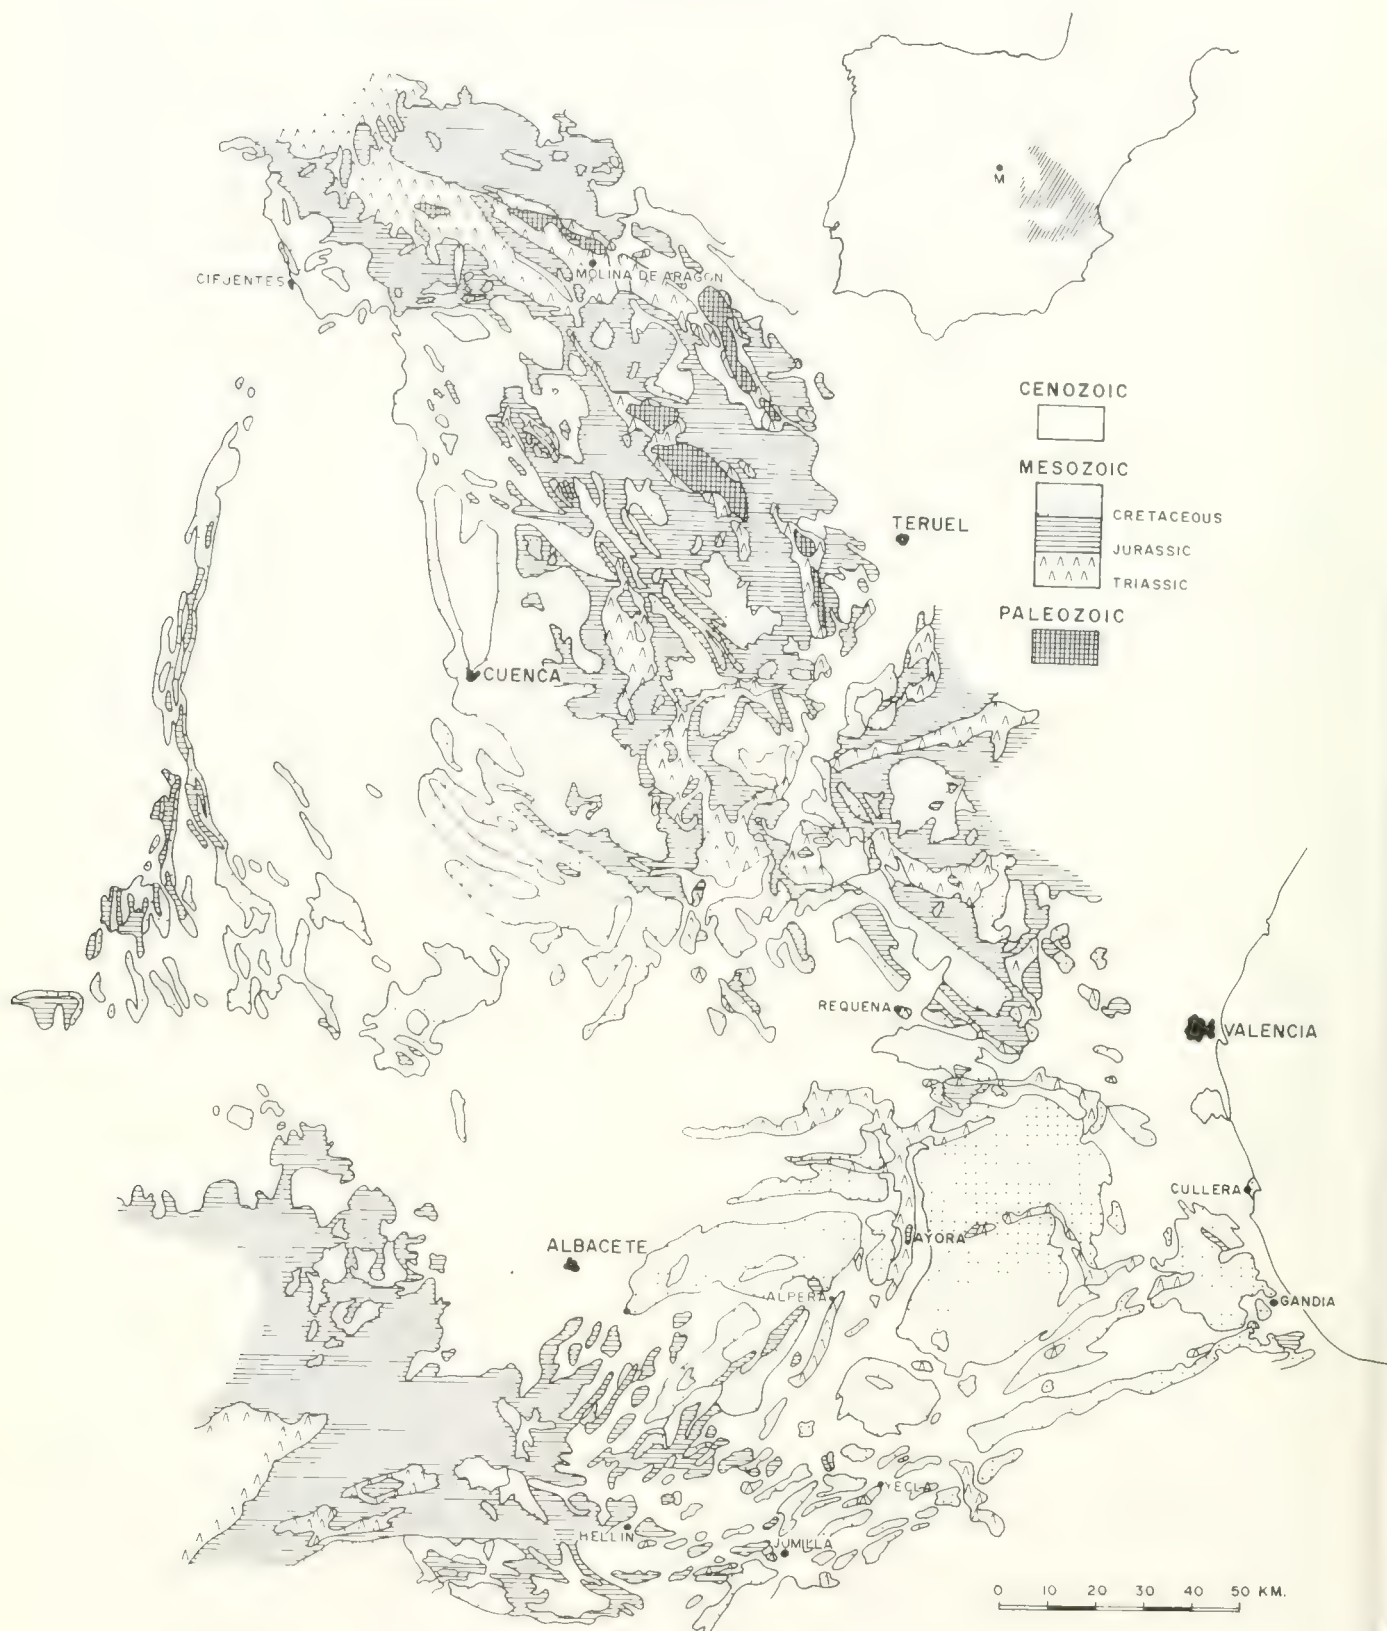 M
CIFUENTES
MOLINA DE ARAGON
CENOZOIC
MESOZOIC
CRETACEOUS
TERUEL
JURASSIC
TRIASSIC
PALEOZOIC
CUENCA
REQUENA
VALENCIA
CULLERA
AYORA
ALBACETE
ALPERA
GANDIA
YECLA
HELLIN
JUMILLA
0 10 20 30 40 50 KM.